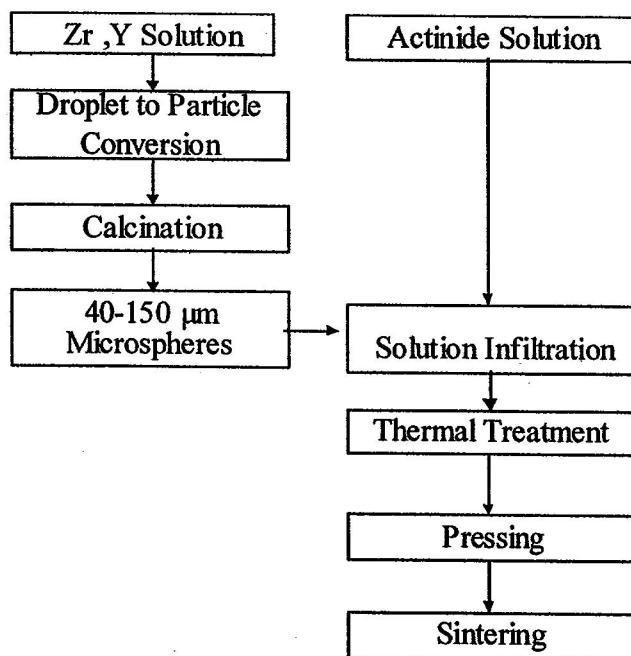 Zr ,Y Solution
Actinide Solution
Droplet to Particle
Conversion
Calcination
40-150 μm
Microspheres
Solution Infiltration
Thermal Treatment
Pressing
Sintering